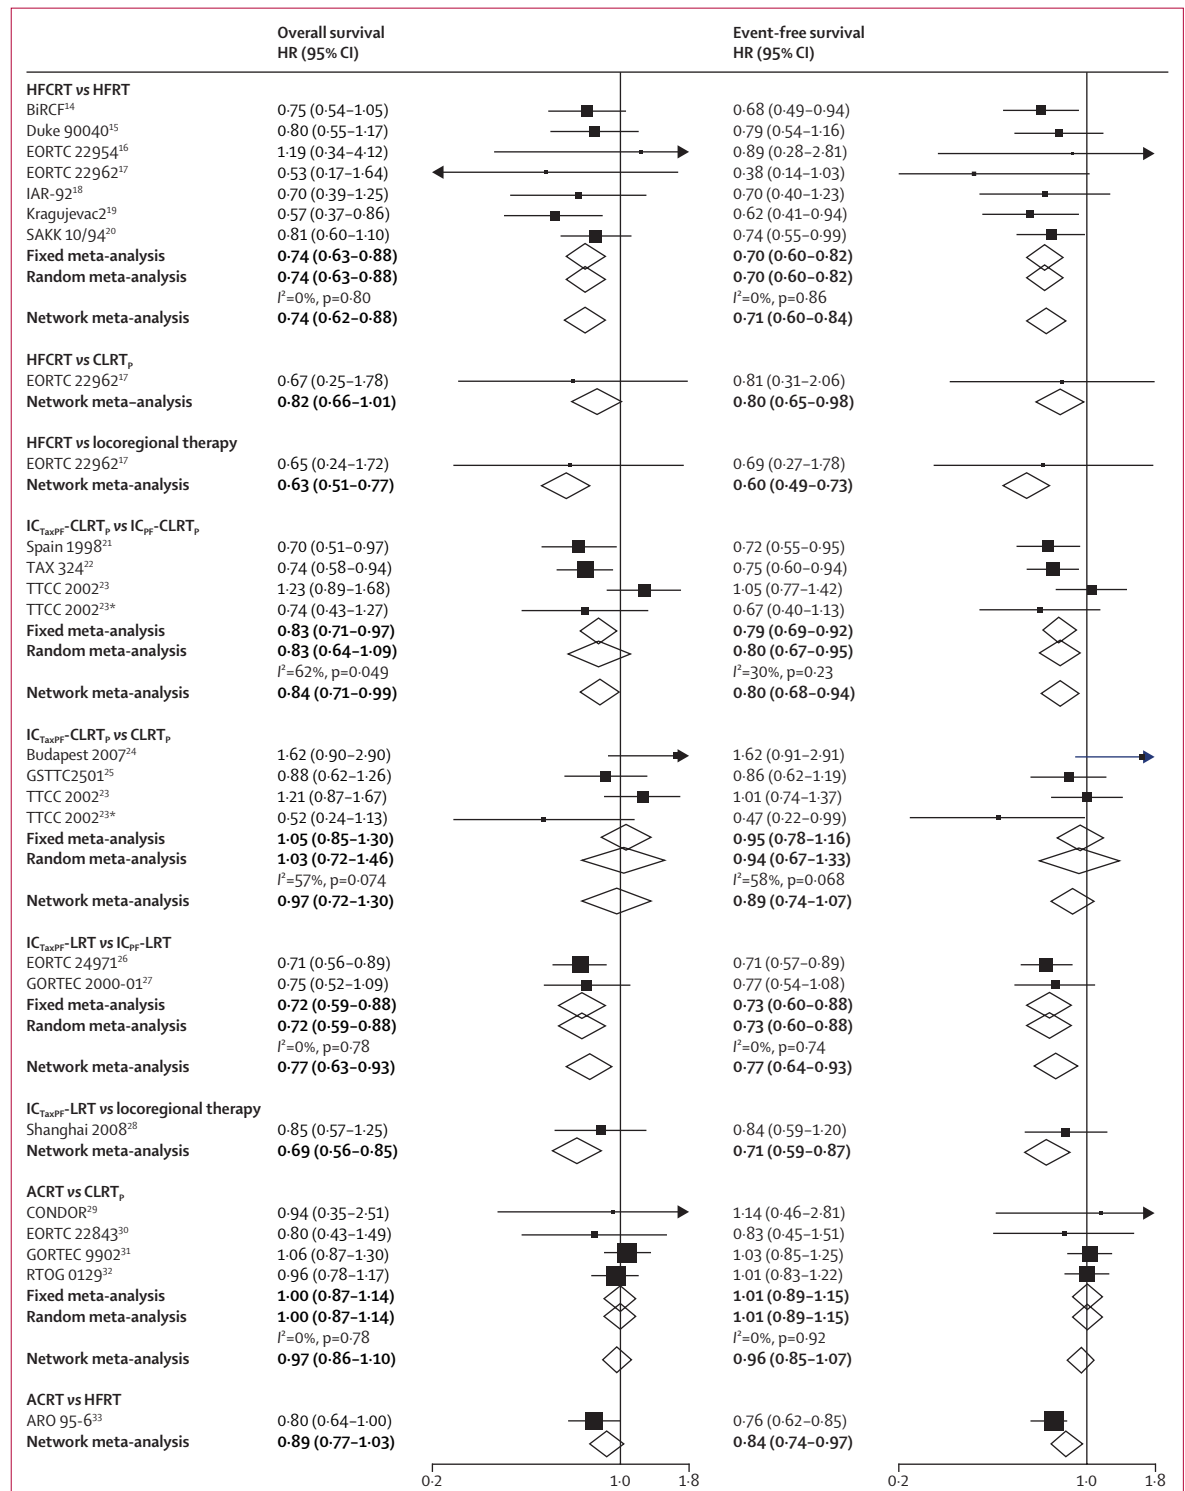 Overall survival Event-free survival
HR (95% CI) HR (95% CI)
HFCRT vs HFRT
BiRCF¹⁴ 0·75 (0·54–1·05) 0·68 (0·49–0·94)
Duke 90040¹⁵ 0·80 (0·55–1·17) 0·79 (0·54–1·16)
EORTC 22954¹⁶ 1·19 (0·34–4·12) 0·89 (0·28–2·81)
EORTC 22962¹⁷ 0·53 (0·17–1·64) 0·38 (0·14–1·03)
IAR-92¹⁸ 0·70 (0·39–1·25) 0·70 (0·40–1·23)
Kragujevac2¹⁹ 0·57 (0·37–0·86) 0·62 (0·41–0·94)
SAKK 10/94²⁰ 0·81 (0·60–1·10) 0·74 (0·55–0·99)
Fixed meta-analysis 0·74 (0·63–0·88) 0·70 (0·60–0·82)
Random meta-analysis 0·74 (0·63–0·88) 0·70 (0·60–0·82)
I²=0%, p=0·80 I²=0%, p=0·86
Network meta-analysis 0·74 (0·62–0·88) 0·71 (0·60–0·84)
HFCRT vs CLRTₚ
EORTC 22962¹⁷ 0·67 (0·25–1·78) 0·81 (0·31–2·06)
Network meta–analysis 0·82 (0·66–1·01) 0·80 (0·65–0·98)
HFCRT vs locoregional therapy
EORTC 22962¹⁷ 0·65 (0·24–1·72) 0·69 (0·27–1·78)
Network meta-analysis 0·63 (0·51–0·77) 0·60 (0·49–0·73)
IC_TaxPF-CLRTₚ vs IC_PF-CLRTₚ
Spain 1998²¹ 0·70 (0·51–0·97) 0·72 (0·55–0·95)
TAX 324²² 0·74 (0·58–0·94) 0·75 (0·60–0·94)
TTCC 2002²³ 1·23 (0·89–1·68) 1·05 (0·77–1·42)
TTCC 2002²³* 0·74 (0·43–1·27) 0·67 (0·40–1·13)
Fixed meta-analysis 0·83 (0·71–0·97) 0·79 (0·69–0·92)
Random meta-analysis 0·83 (0·64–1·09) 0·80 (0·67–0·95)
I²=62%, p=0·049 I²=30%, p=0·23
Network meta-analysis 0·84 (0·71–0·99) 0·80 (0·68–0·94)
IC_TaxPF-CLRTₚ vs CLRTₚ
Budapest 2007²⁴ 1·62 (0·90–2·90) 1·62 (0·91–2·91)
GSTTC2501²⁵ 0·88 (0·62–1·26) 0·86 (0·62–1·19)
TTCC 2002²³ 1·21 (0·87–1·67) 1·01 (0·74–1·37)
TTCC 2002²³* 0·52 (0·24–1·13) 0·47 (0·22–0·99)
Fixed meta-analysis 1·05 (0·85–1·30) 0·95 (0·78–1·16)
Random meta-analysis 1·03 (0·72–1·46) 0·94 (0·67–1·33)
I²=57%, p=0·074 I²=58%, p=0·068
Network meta-analysis 0·97 (0·72–1·30) 0·89 (0·74–1·07)
IC_TaxPF-LRT vs IC_PF-LRT
EORTC 24971²⁶ 0·71 (0·56–0·89) 0·71 (0·57–0·89)
GORTEC 2000-01²⁷ 0·75 (0·52–1·09) 0·77 (0·54–1·08)
Fixed meta-analysis 0·72 (0·59–0·88) 0·73 (0·60–0·88)
Random meta-analysis 0·72 (0·59–0·88) 0·73 (0·60–0·88)
I²=0%, p=0·78 I²=0%, p=0·74
Network meta-analysis 0·77 (0·63–0·93) 0·77 (0·64–0·93)
IC_TaxPF-LRT vs locoregional therapy
Shanghai 2008²⁸ 0·85 (0·57–1·25) 0·84 (0·59–1·20)
Network meta-analysis 0·69 (0·56–0·85) 0·71 (0·59–0·87)
ACRT vs CLRTₚ
CONDOR²⁹ 0·94 (0·35–2·51) 1·14 (0·46–2·81)
EORTC 22843³⁰ 0·80 (0·43–1·49) 0·83 (0·45–1·51)
GORTEC 9902³¹ 1·06 (0·87–1·30) 1·03 (0·85–1·25)
RTOG 0129³² 0·96 (0·78–1·17) 1·01 (0·83–1·22)
Fixed meta-analysis 1·00 (0·87–1·14) 1·01 (0·89–1·15)
Random meta-analysis 1·00 (0·87–1·14) 1·01 (0·89–1·15)
I²=0%, p=0·78 I²=0%, p=0·92
Network meta-analysis 0·97 (0·86–1·10) 0·96 (0·85–1·07)
ACRT vs HFRT
ARO 95-6³³ 0·80 (0·64–1·00) 0·76 (0·62–0·85)
Network meta-analysis 0·89 (0·77–1·03) 0·84 (0·74–0·97)
0·2 1·0 1·8 0·2 1·0 1·8